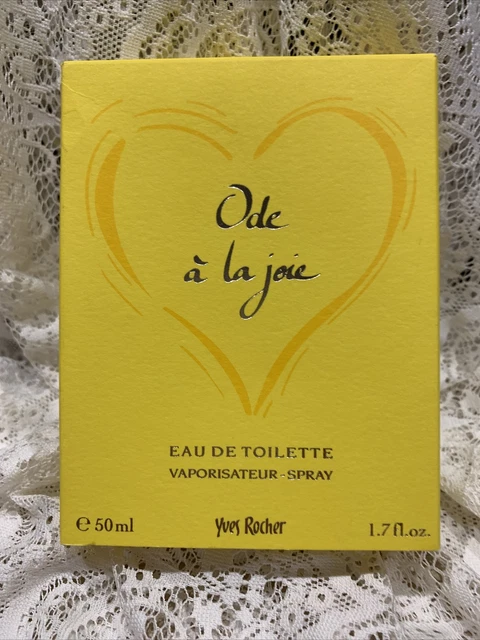 Ode
à la joie
EAU DE TOILETTE
VAPORISATEUR-SPRAY
℮ 50ml
Yves Rocher
1.7 fl.oz.